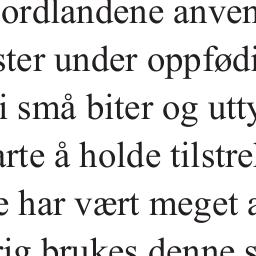 ordlandene anven
ster under oppfødi
i små biter og utty
arte å holde tilstrel
e har vært meget a
rig brukes denne s